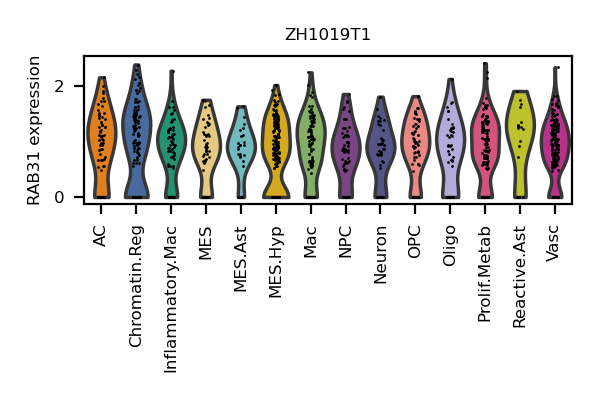 ZH1019T1
RAB31 expression
2
0
AC
Chromatin.Reg
Inflammatory.Mac
MES
MES.Ast
MES.Hyp
Mac
NPC
Neuron
OPC
Oligo
Prolif.Metab
Reactive.Ast
Vasc